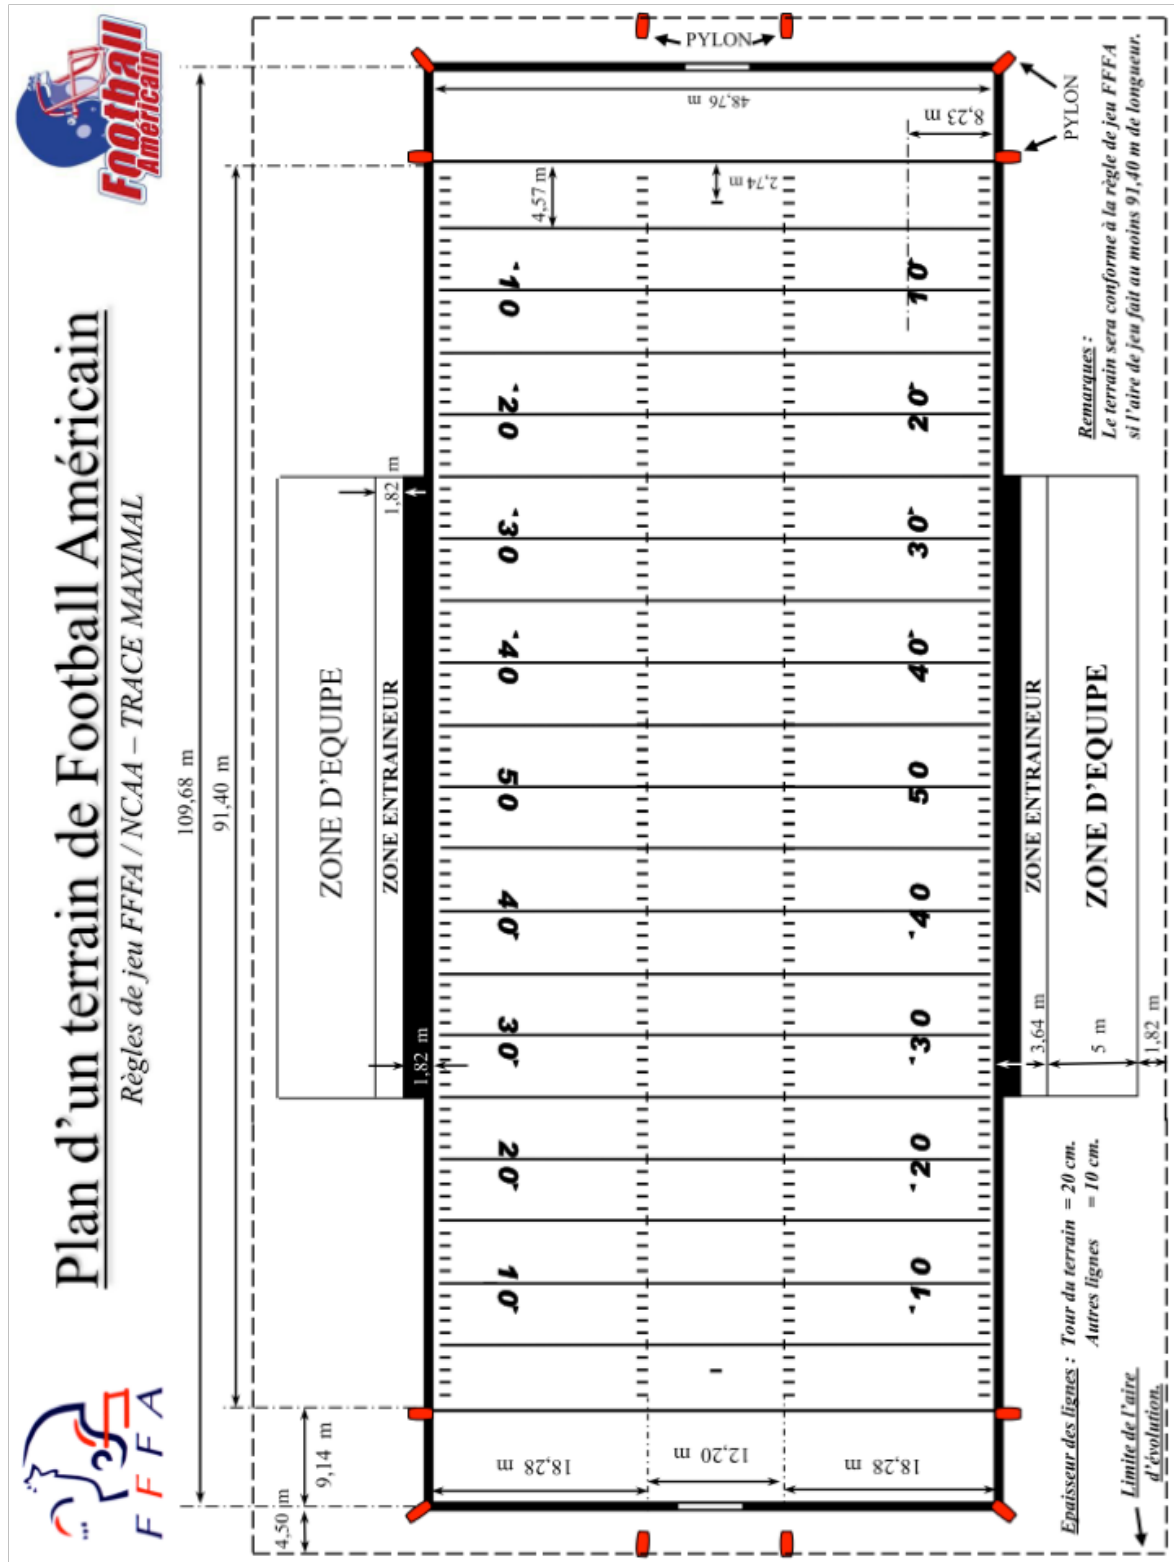 Plan d’un terrain de Football Américain
Règles de jeu FFFA / NCAA – TRACE MAXIMAL
F F F A
Football
Américain
109,68 m
91,40 m
4,50 m
9,14 m
ZONE D’EQUIPE
ZONE ENTRAINEUR
1,82 m
1,82 m
PYLON
48,76 m
8,23 m
4,57 m
2,74 m
PYLON
10 20 30 40 50 40 30 20 10
10 20 30 40 50 40 30 20 10
18,28 m
12,20 m
18,28 m
ZONE ENTRAINEUR
ZONE D’EQUIPE
3,64 m
5 m
1,82 m
Epaisseur des lignes : Tour du terrain = 20 cm.
Autres lignes = 10 cm.
Limite de l’aire
d’évolution.
Remarques :
Le terrain sera conforme à la règle de jeu FFFA
si l’aire de jeu fait au moins 91,40 m de longueur.